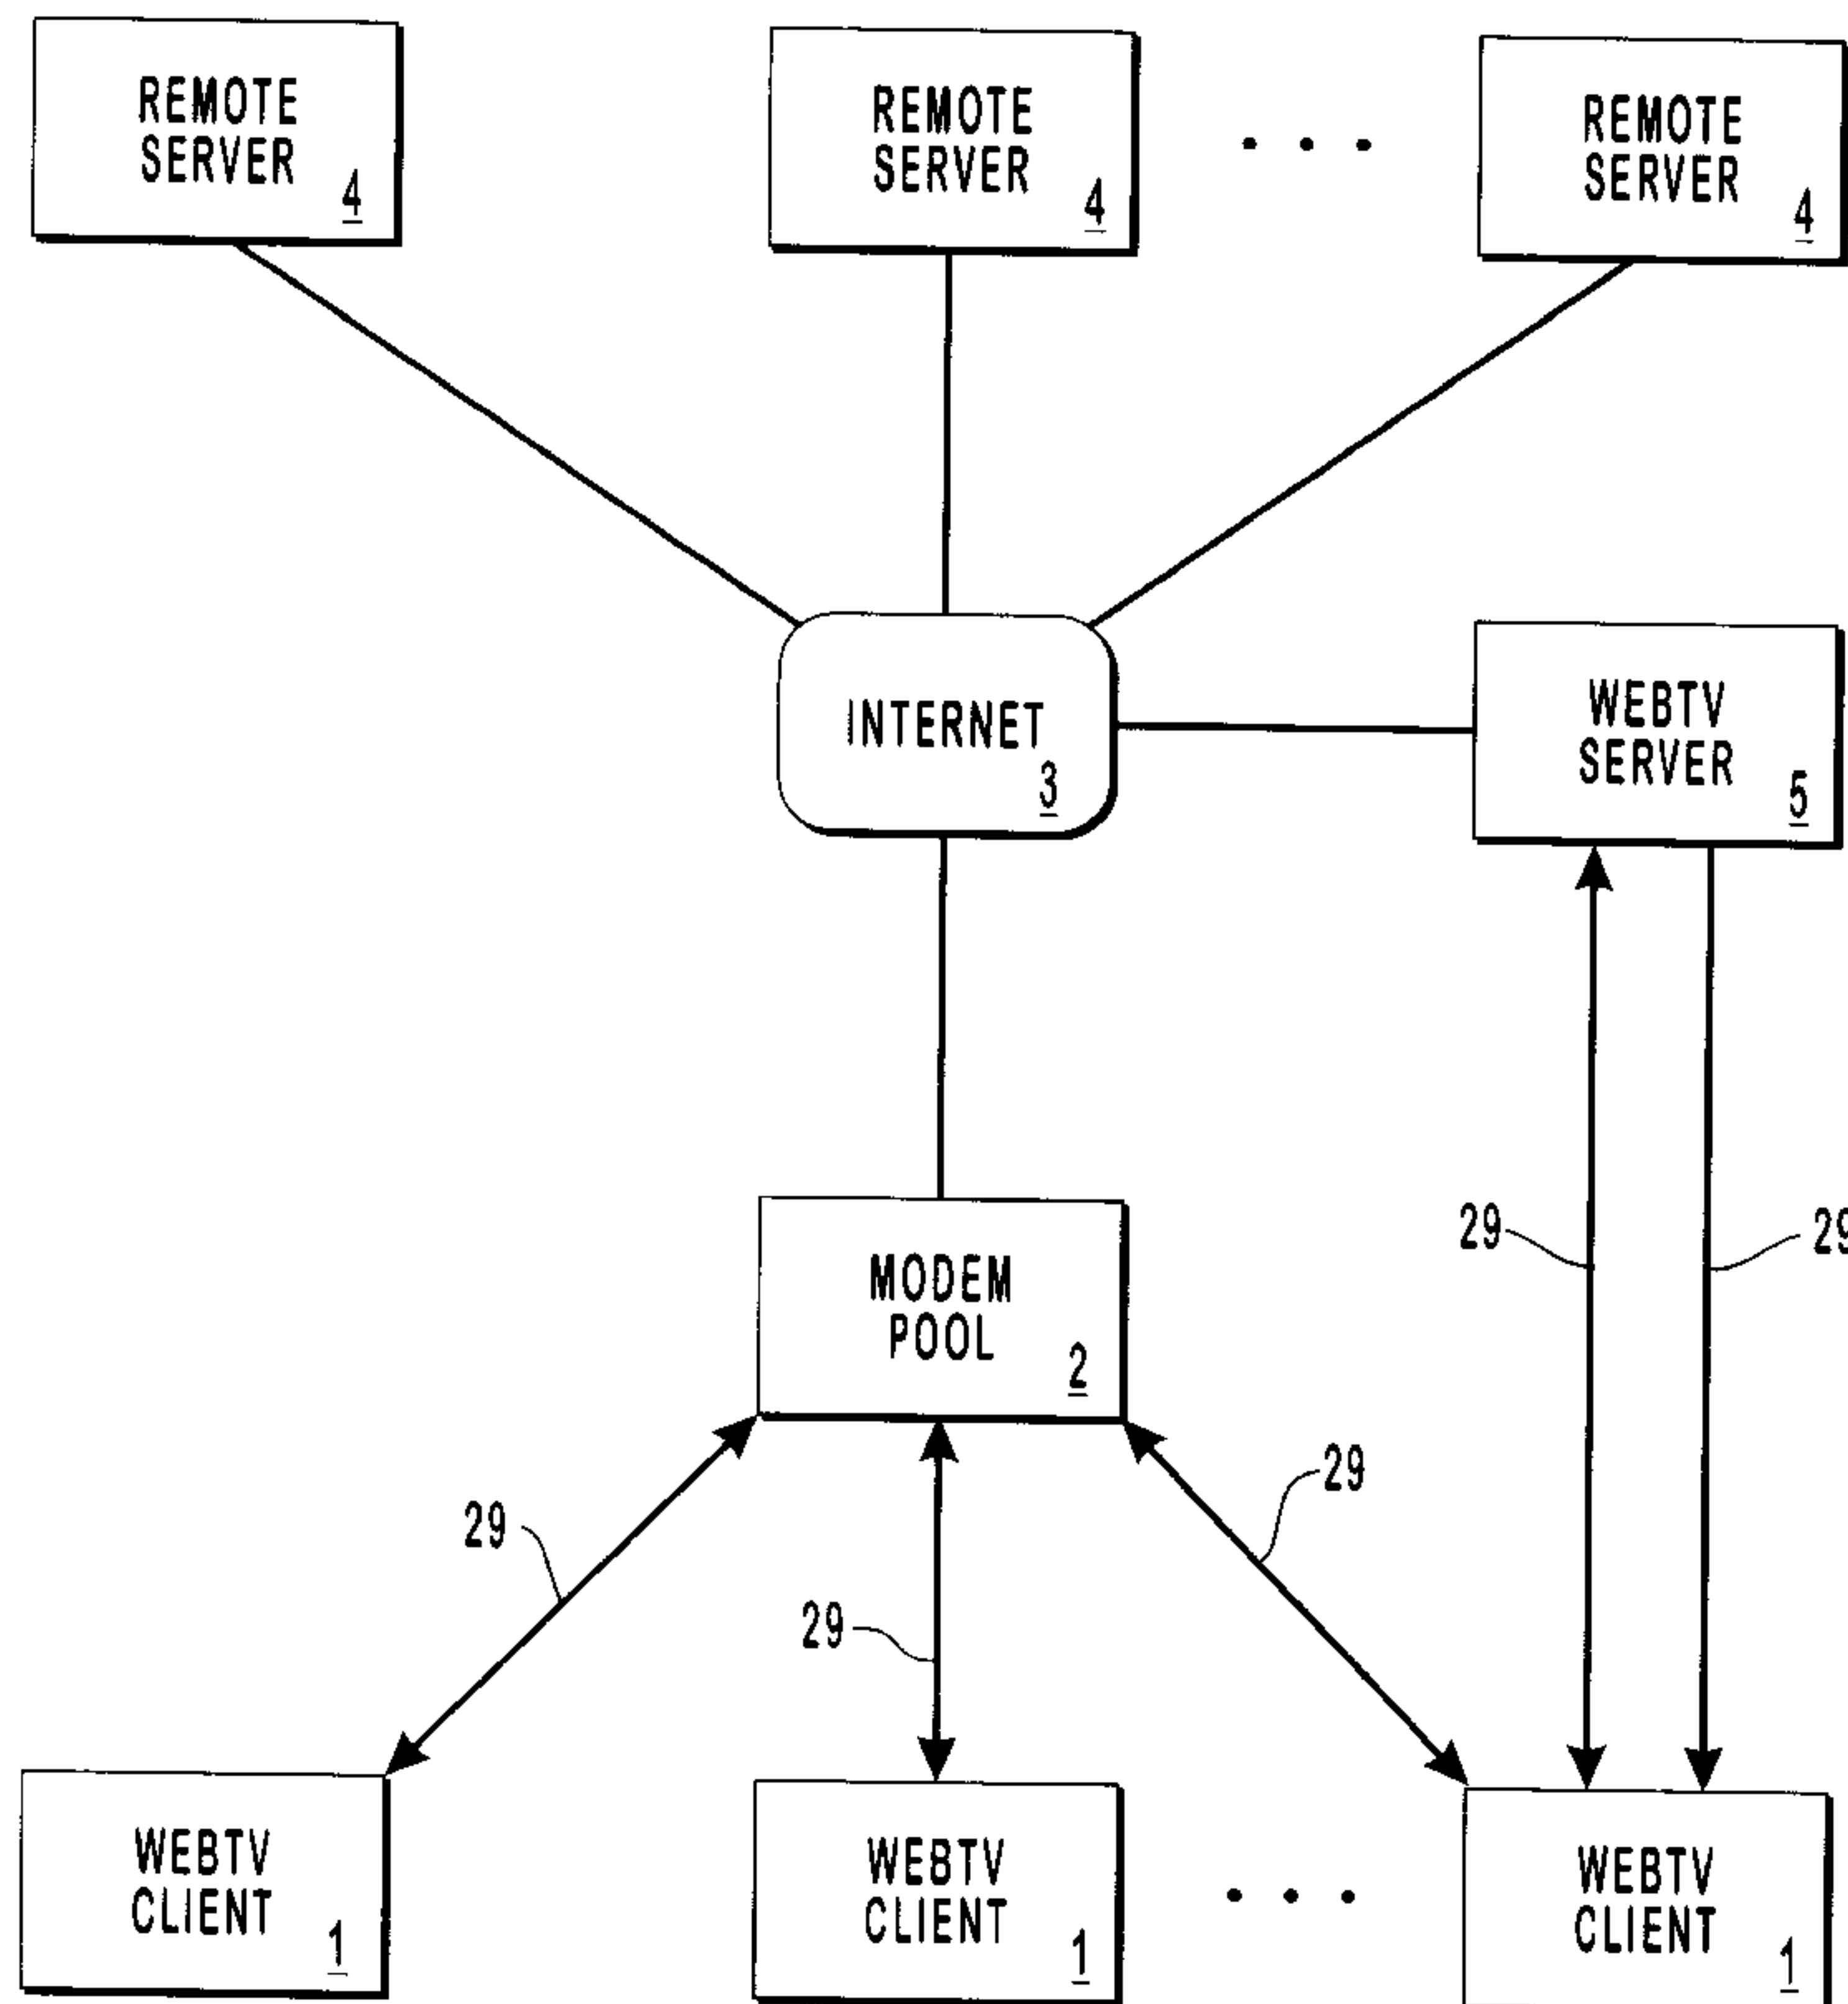 REMOTE
SERVER
4
REMOTE
SERVER
4
. . .
REMOTE
SERVER
4
INTERNET
3
WEBTV
SERVER
5
29
29
MODEM
POOL
2
29
29
29
WEBTV
CLIENT
1
WEBTV
CLIENT
1
. . .
WEBTV
CLIENT
1